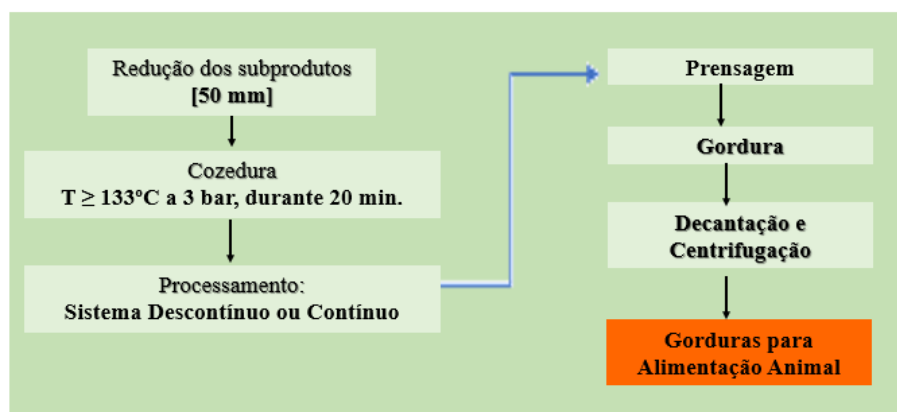 Redução dos subprodutos
[50 mm]
Cozedura
T ≥ 133ºC a 3 bar, durante 20 min.
Processamento:
Sistema Descontínuo ou Contínuo
Prensagem
Gordura
Decantação e
Centrifugação
Gorduras para
Alimentação Animal